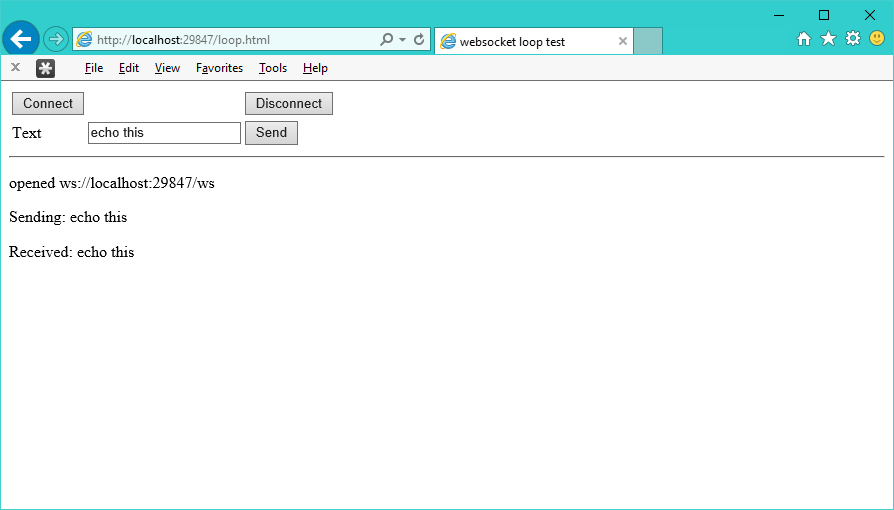 http://localhost:29847/loop.html
websocket loop test
File Edit View Favorites Tools Help
Connect Disconnect
Text echo this Send
opened ws://localhost:29847/ws
Sending: echo this
Received: echo this